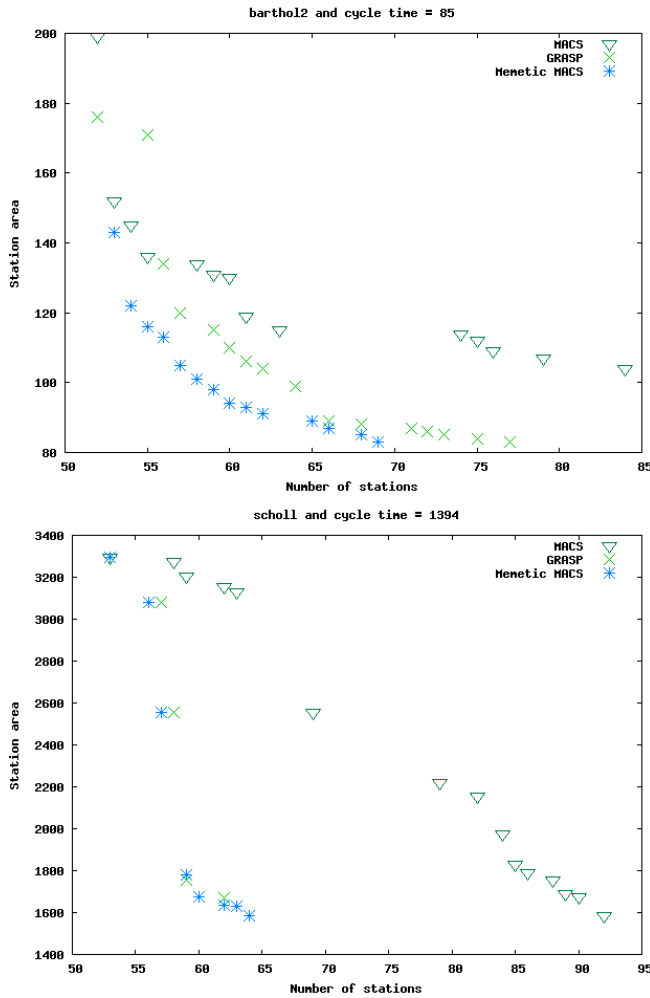 barthol2 and cycle time = 85
200
180
160
140
120
100
80
Station area
MACS
GRASP
Memetic MACS
50 55 60 65 70 75 80 85
Number of stations
scholl and cycle time = 1394
3400
3200
3000
2800
2600
2400
2200
2000
1800
1600
1400
Station area
MACS
GRASP
Memetic MACS
50 55 60 65 70 75 80 85 90 95
Number of stations